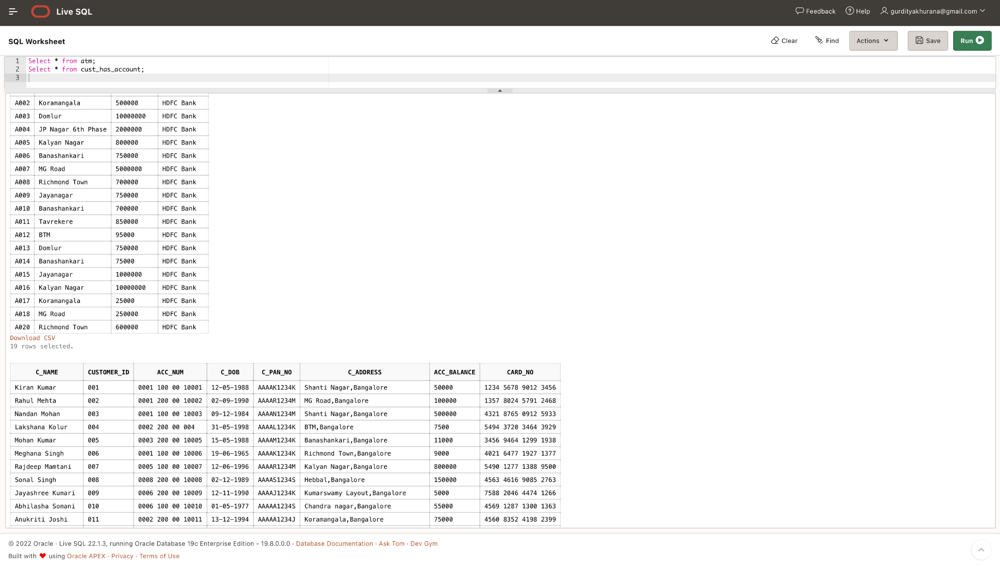 Live SQL
Feedback Help gurdityakhurana@gmail.com
SQL Worksheet
Clear Find Actions Save Run
1 Select * from atm;
2 Select * from cust_has_account;
3
A002 Koramangala 500000 HDFC Bank
A003 Domlur 10000000 HDFC Bank
A004 JP Nagar 6th Phase 2000000 HDFC Bank
A005 Kalyan Nagar 800000 HDFC Bank
A006 Banashankari 750000 HDFC Bank
A007 MG Road 5000000 HDFC Bank
A008 Richmond Town 700000 HDFC Bank
A009 Jayanagar 750000 HDFC Bank
A010 Banashankari 700000 HDFC Bank
A011 Tavrekere 850000 HDFC Bank
A012 BTM 95000 HDFC Bank
A013 Domlur 750000 HDFC Bank
A014 Banashankari 75000 HDFC Bank
A015 Jayanagar 1000000 HDFC Bank
A016 Kalyan Nagar 10000000 HDFC Bank
A017 Koramangala 25000 HDFC Bank
A018 MG Road 250000 HDFC Bank
A020 Richmond Town 600000 HDFC Bank
Download CSV
19 rows selected.
C_NAME CUSTOMER_ID ACC_NUM C_DOB C_PAN_NO C_ADDRESS ACC_BALANCE CARD_NO
Kiran Kumar 001 0001 100 00 10001 12-05-1988 AAAAK1234K Shanti Nagar,Bangalore 50000 1234 5678 9012 3456
Rahul Mehta 002 0001 200 00 10002 02-09-1990 AAAAR1234M MG Road,Bangalore 100000 1357 8024 5791 2468
Nandan Mohan 003 0001 100 00 10003 09-12-1984 AAAAN1234M Shanti Nagar,Bangalore 500000 4321 8765 0912 5933
Lakshana Kolur 004 0002 200 00 004 31-05-1998 AAAAL1234K BTM,Bangalore 7500 5494 3720 3464 3929
Mohan Kumar 005 0003 200 00 10005 15-05-1988 AAAAM1234K Banashankari,Bangalore 11000 3456 9464 1299 1938
Meghana Singh 006 0001 100 00 10006 19-06-1965 AAAAK1234K Richmond Town,Bangalore 9000 4021 6477 1927 1377
Rajdeep Mamtani 007 0005 100 00 10007 12-06-1996 AAAAR1234M Kalyan Nagar,Bangalore 800000 5490 1277 1388 9500
Sonal Singh 008 0008 200 00 10008 02-12-1989 AAAAS1234S Hebbal,Bangalore 150000 4563 4616 9085 2763
Jayashree Kumari 009 0006 200 00 10009 12-11-1990 AAAAJ1234K Kumarswamy Layout,Bangalore 5000 7588 2046 4474 1266
Abhilasha Somani 010 0006 100 00 10010 01-05-1977 AAAAA1234S Chandra nagar,Bangalore 55000 4569 1287 1300 1363
Anukriti Joshi 011 0002 200 00 10011 13-12-1994 AAAAA1234J Koramangala,Bangalore 75000 4560 8352 4198 2399
© 2022 Oracle · Live SQL 22.1.3, running Oracle Database 19c Enterprise Edition - 19.8.0.0.0 · Database Documentation · Ask Tom · Dev Gym
Built with ♥ using Oracle APEX · Privacy · Terms of Use